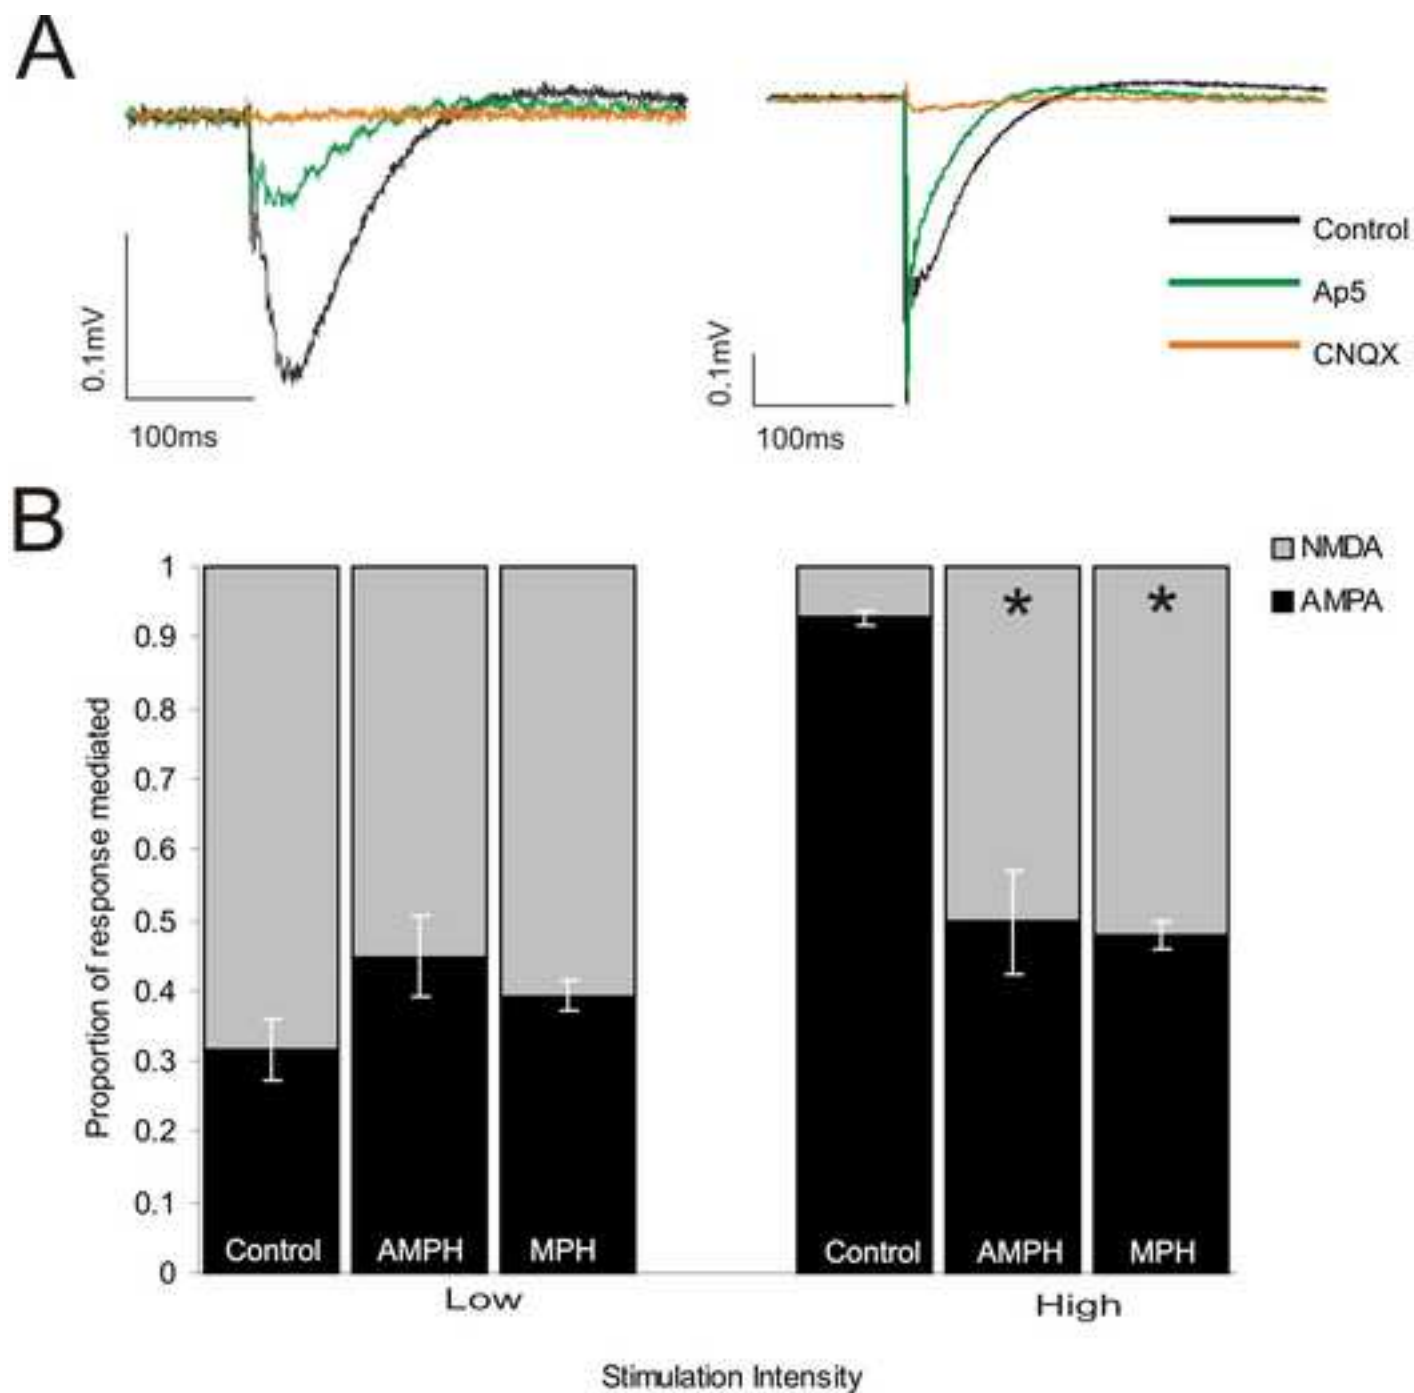 A
0.1mV
100ms
0.1mV
100ms
Control
Ap5
CNQX
B
NMDA
AMPA
Proportion of response mediated
1
0.9
0.8
0.7
0.6
0.5
0.4
0.3
0.2
0.1
0
Control AMPH MPH
*
*
Control AMPH MPH
Low High
Stimulation Intensity